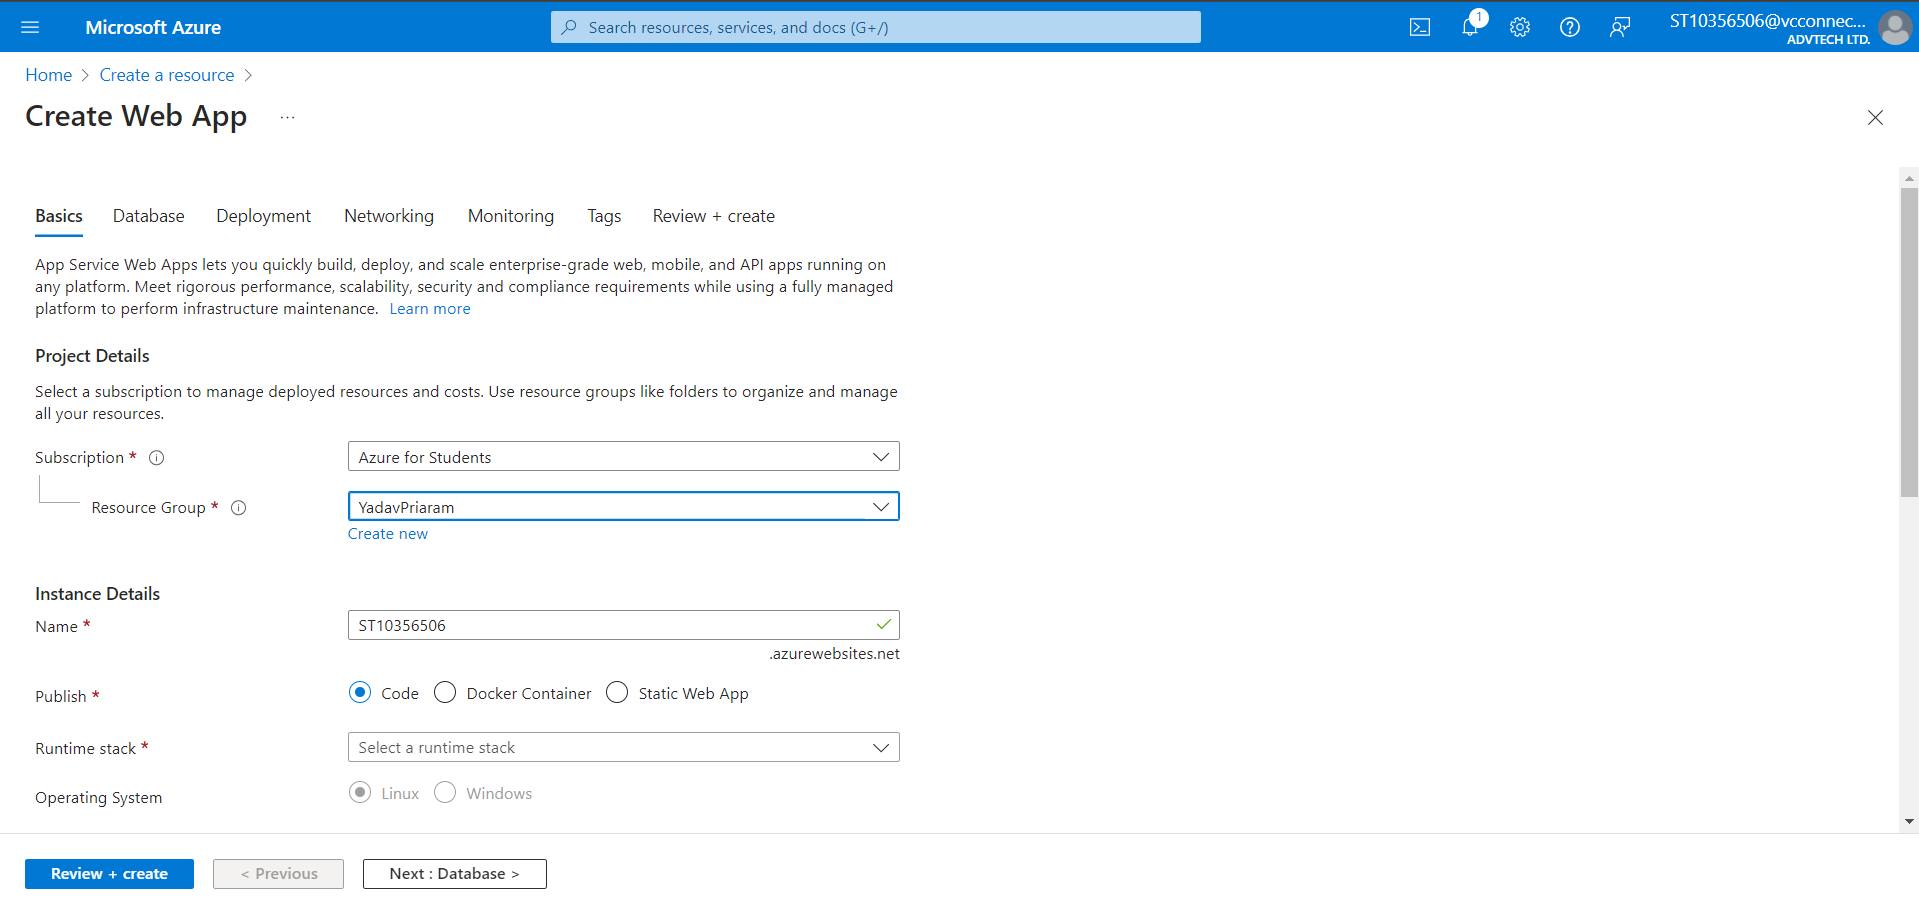 Microsoft Azure
Search resources, services, and docs (G+/)
1
ST10356506@vcconnec...
ADVTECH LTD.
Home > Create a resource >
Create Web App ...
Basics Database Deployment Networking Monitoring Tags Review + create
App Service Web Apps lets you quickly build, deploy, and scale enterprise-grade web, mobile, and API apps running on
any platform. Meet rigorous performance, scalability, security and compliance requirements while using a fully managed
platform to perform infrastructure maintenance. Learn more
Project Details
Select a subscription to manage deployed resources and costs. Use resource groups like folders to organize and manage
all your resources.
Subscription * Azure for Students
Resource Group * YadavPriaram
Create new
Instance Details
Name * ST10356506
.azurewebsites.net
Publish * Code Docker Container Static Web App
Runtime stack * Select a runtime stack
Operating System Linux Windows
Review + create < Previous Next : Database >